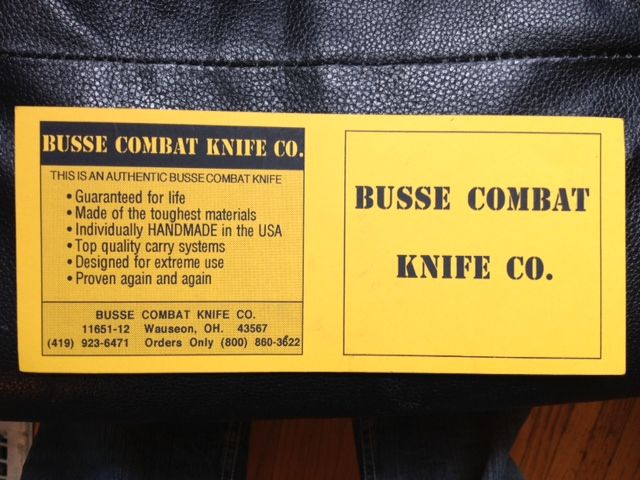 BUSSE COMBAT KNIFE CO.
THIS IS AN AUTHENTIC BUSSE COMBAT KNIFE
• Guaranteed for life
• Made of the toughest materials
• Individually HANDMADE in the USA
• Top quality carry systems
• Designed for extreme use
• Proven again and again
BUSSE COMBAT KNIFE CO.
11651-12 Wauseon, OH. 43567
(419) 923-6471 Orders Only (800) 860-3622
BUSSE COMBAT
KNIFE CO.